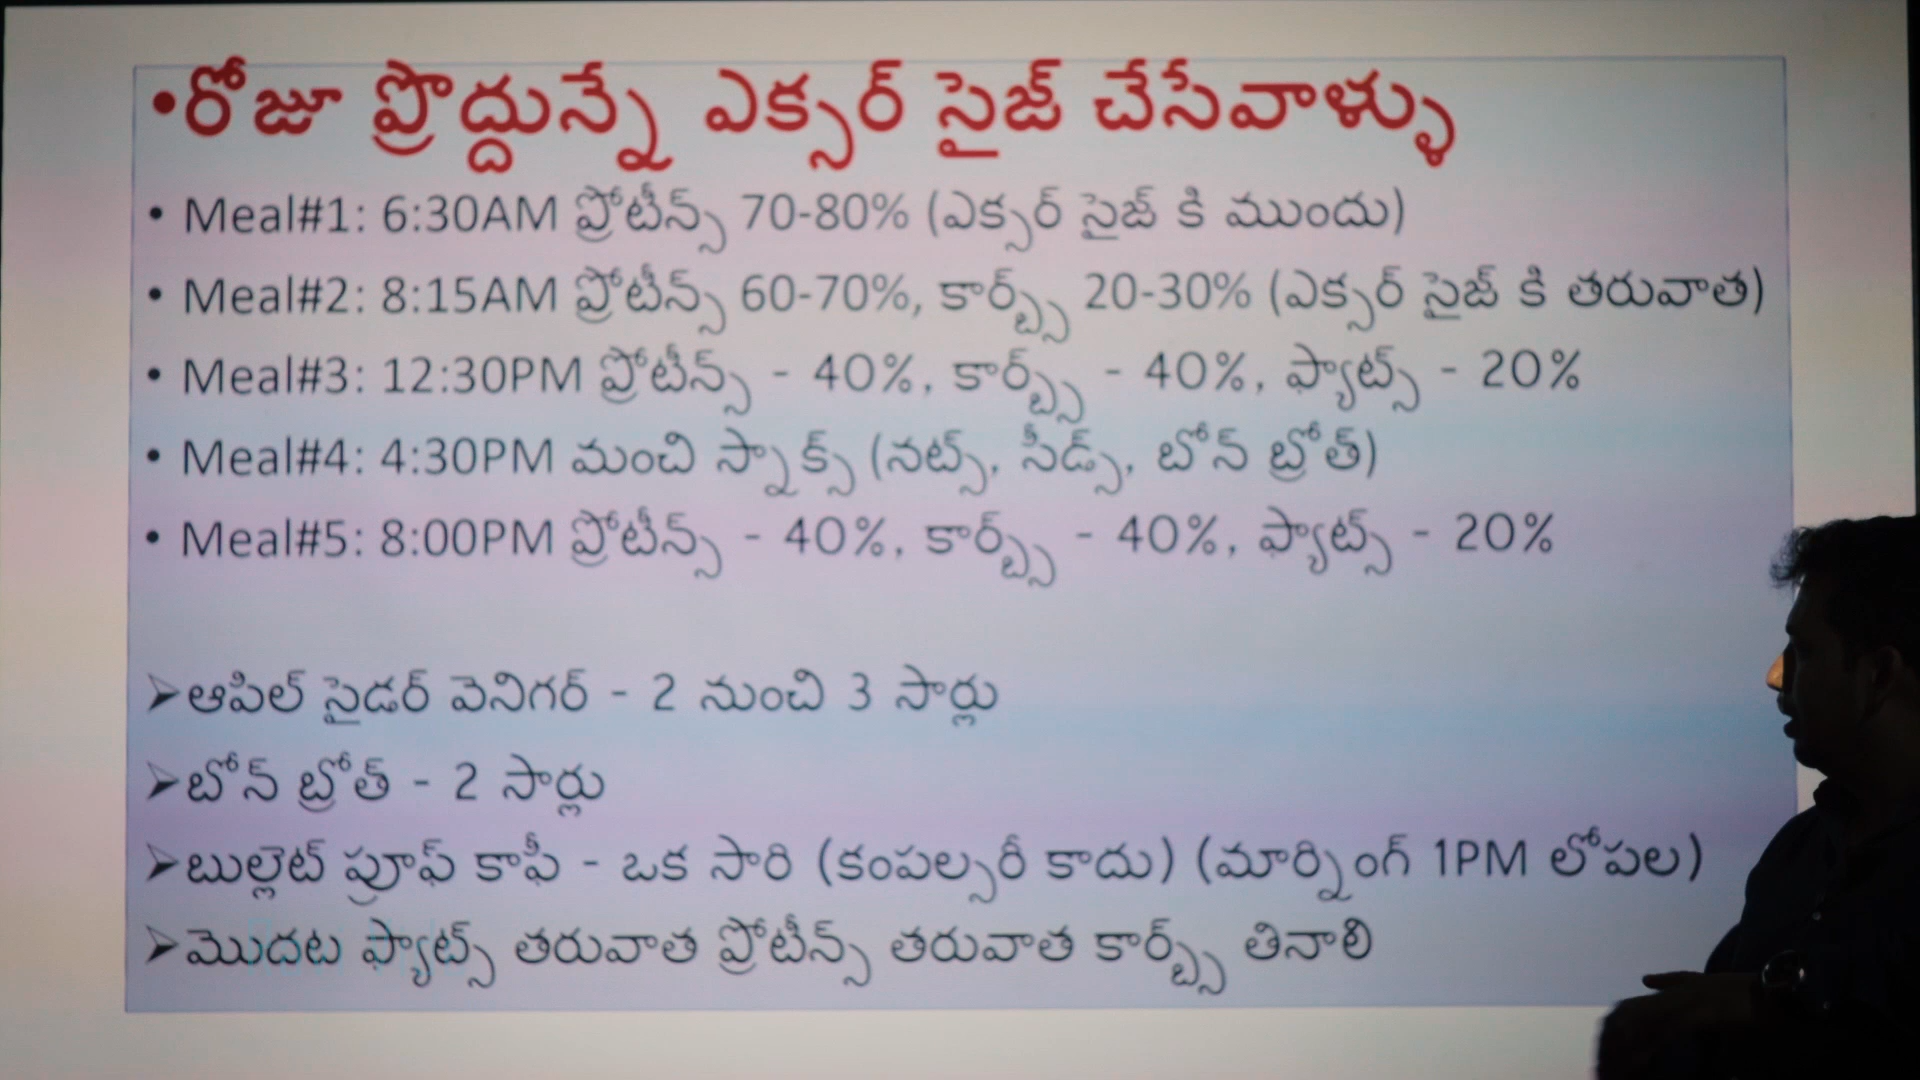 •రోజూ ప్రొద్దున్నే ఎక్సర్ సైజ్ చేసేవాళ్ళు
• Meal#1: 6:30AM ప్రోటీన్స్ 70-80% (ఎక్సర్ సైజ్ కి ముందు)
• Meal#2: 8:15AM ప్రోటీన్స్ 60-70%, కార్బ్స్ 20-30% (ఎక్సర్ సైజ్ కి తరువాత)
• Meal#3: 12:30PM ప్రోటీన్స్ - 40%, కార్బ్స్ - 40%, ఫ్యాట్స్ - 20%
• Meal#4: 4:30PM మంచి స్నాక్స్ (నట్స్, సీడ్స్, బోన్ బ్రోత్)
• Meal#5: 8:00PM ప్రోటీన్స్ - 40%, కార్బ్స్ - 40%, ఫ్యాట్స్ - 20%
➢ఆపిల్ సైడర్ వెనిగర్ - 2 నుంచి 3 సార్లు
➢బోన్ బ్రోత్ - 2 సార్లు
➢బుల్లెట్ ప్రూఫ్ కాఫీ - ఒక సారి (కంపల్సరీ కాదు) (మార్నింగ్ 1PM లోపల)
➢మొదట ఫ్యాట్స్ తరువాత ప్రోటీన్స్ తరువాత కార్బ్స్ తినాలి